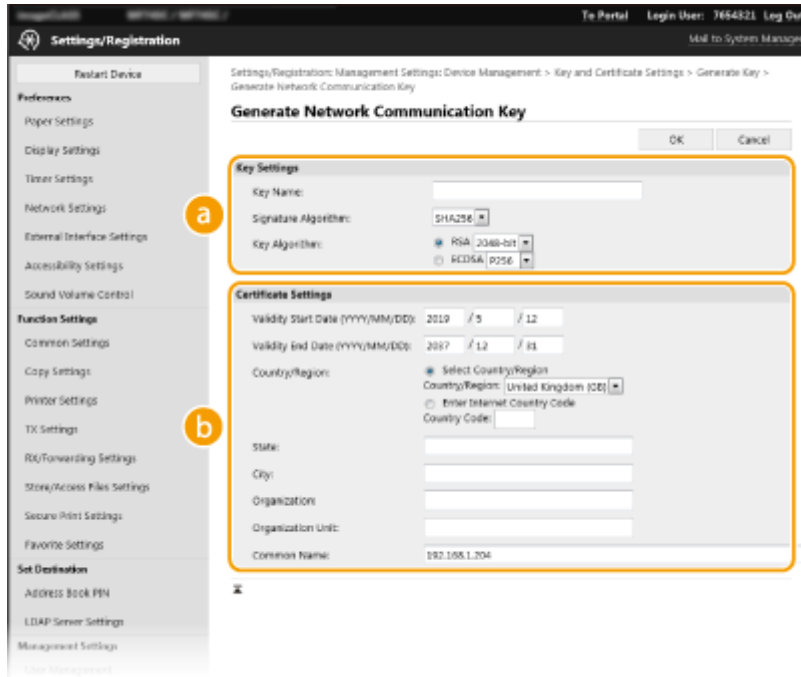 To Portal Login User: 7654321 Log Ou
Settings/Registration
Mail to System Manage
Restart Device
Preferences
Paper Settings
Display Settings
Timer Settings
Network Settings
External Interface Settings
Accessibility Settings
Sound Volume Control
Function Settings
Common Settings
Copy Settings
Printer Settings
TX Settings
RX/Forwarding Settings
Store/Access Files Settings
Secure Print Settings
Favorite Settings
Set Destination
Address Book PIN
LDAP Server Settings
Management Settings
User Management
Settings/Registration: Management Settings: Device Management > Key and Certificate Settings > Generate Key >
Generate Network Communication Key
Generate Network Communication Key
OK Cancel
a
Key Settings
Key Name:
Signature Algorithm: SHA256
Key Algorithm: RSA 2048-bit
ECDSA P256
b
Certificate Settings
Validity Start Date (YYYY/MM/DD): 2019 / 5 / 12
Validity End Date (YYYY/MM/DD): 2037 / 12 / 31
Country/Region: Select Country/Region
Country/Region: United Kingdom (GB)
Enter Internet Country Code
Country Code:
State:
City:
Organization:
Organization Unit:
Common Name: 192.168.1.204